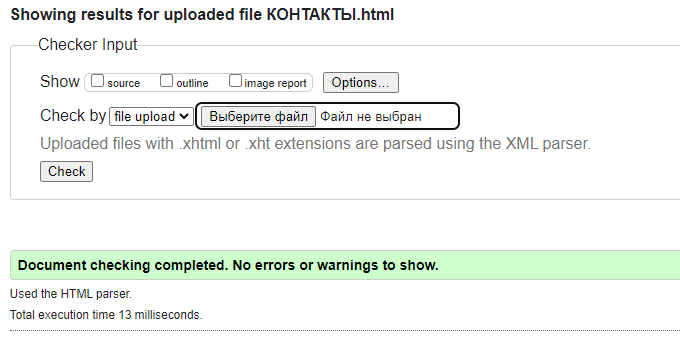 Showing results for uploaded file КОНТАКТЫ.html
Checker Input
Show source outline image report Options...
Check by file upload Выберите файл Файл не выбран
Uploaded files with .xhtml or .xht extensions are parsed using the XML parser.
Check
Document checking completed. No errors or warnings to show.
Used the HTML parser.
Total execution time 13 milliseconds.